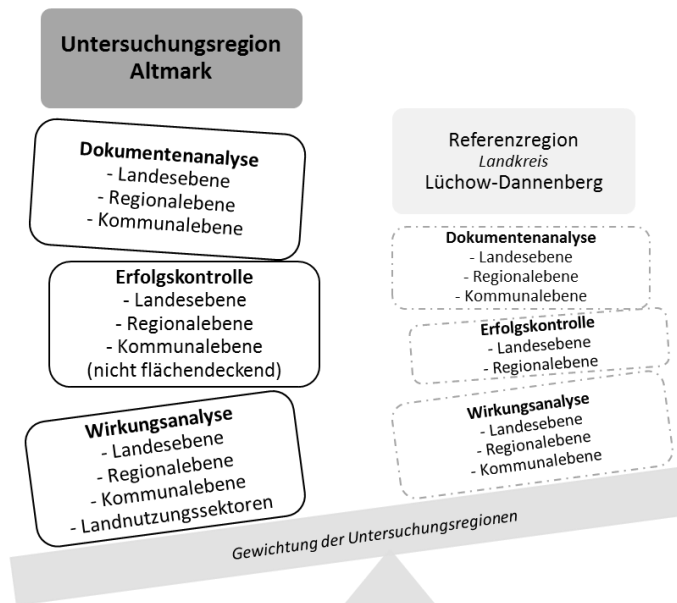 Untersuchungsregion
Altmark
Dokumentenanalyse
- Landesebene
- Regionalebene
- Kommunalebene
Erfolgskontrolle
- Landesebene
- Regionalebene
- Kommunalebene
(nicht flächendeckend)
Wirkungsanalyse
- Landesebene
- Regionalebene
- Kommunalebene
- Landnutzungssektoren
Referenzregion
Landkreis
Lüchow-Dannenberg
Dokumentenanalyse
- Landesebene
- Regionalebene
- Kommunalebene
Erfolgskontrolle
- Landesebene
- Regionalebene
Wirkungsanalyse
- Landesebene
- Regionalebene
- Kommunalebene
Gewichtung der Untersuchungsregionen